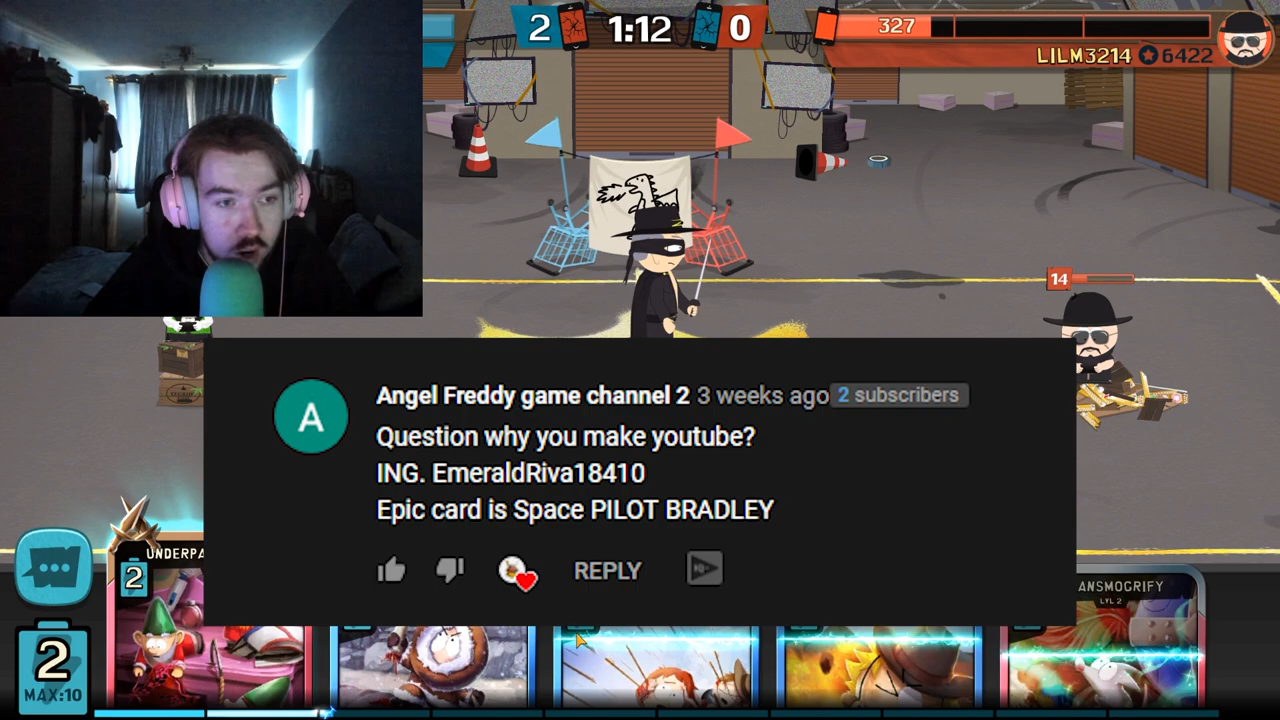 2
1:12
0
327
LILM3214 6422
14
A
Angel Freddy game channel 2 3 weeks ago 2 subscribers
Question why you make youtube?
ING. EmeraldRiva18410
Epic card is Space PILOT BRADLEY
REPLY
UNDERPA
2
ANSMOGRIFY
LVL 2
2
MAX:10